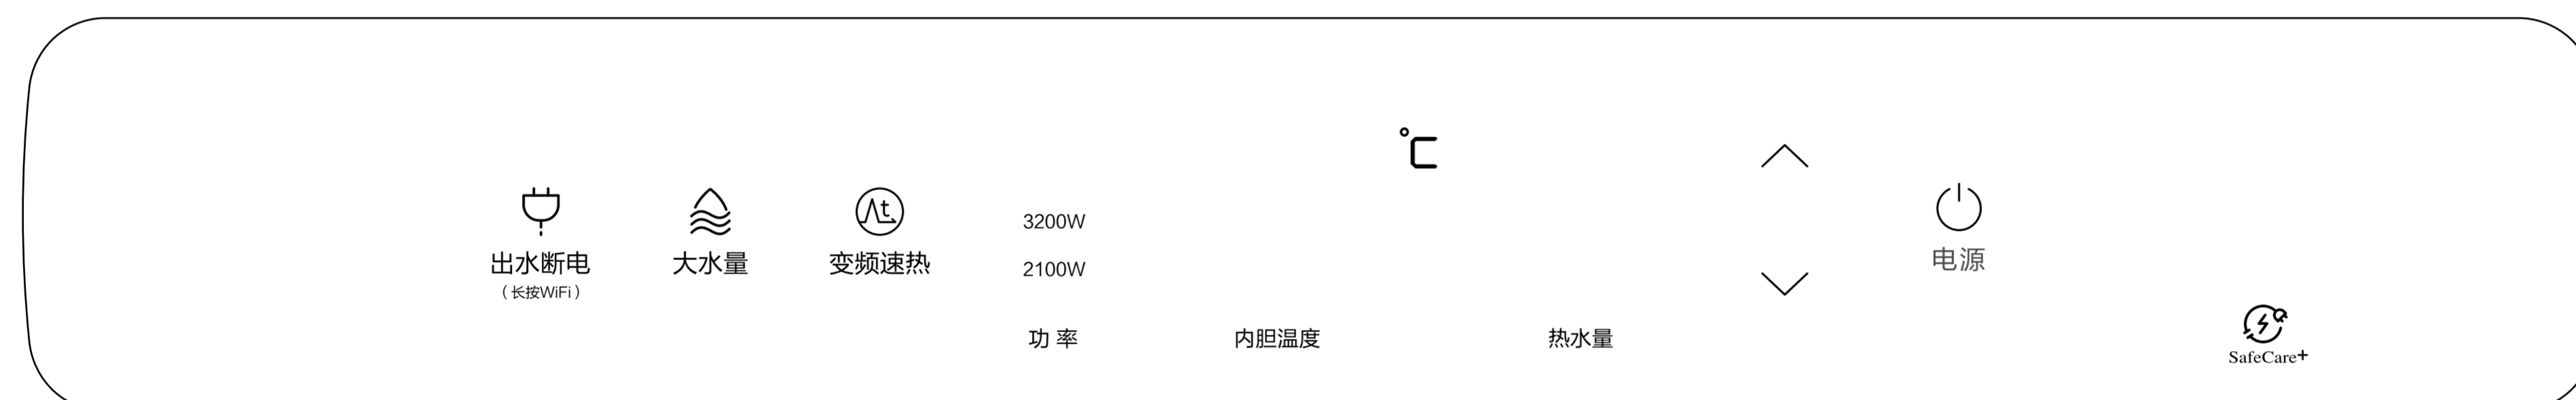 ℃
出水断电
（长按WiFi）
大水量
变频速热
3200W
2100W
电源
功 率
内胆温度
热水量
SafeCare+